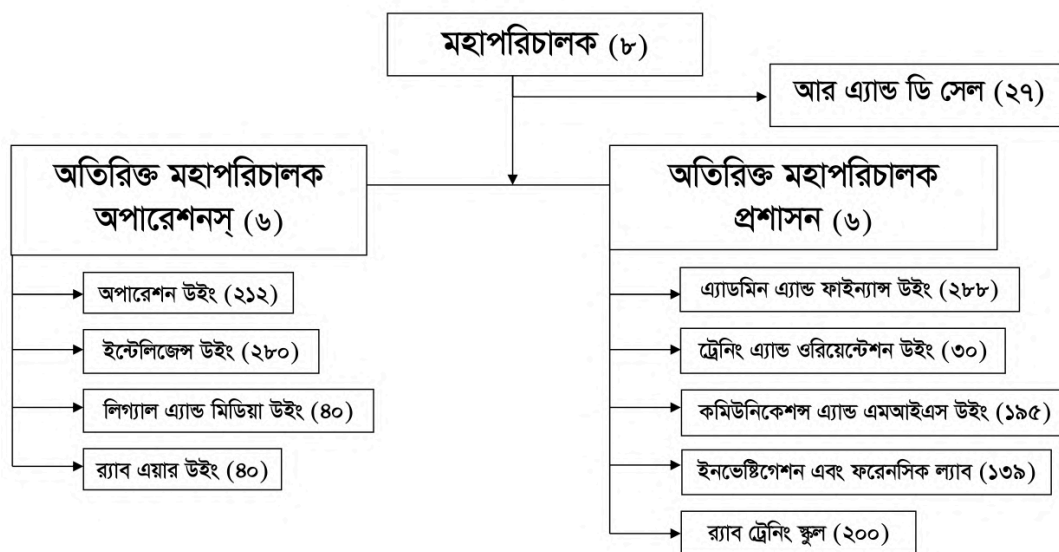 মহাপরিচালক (৮)
আর এ্যান্ড ডি সেল (২৭)
অতিরিক্ত মহাপরিচালক
অপারেশনস্ (৬)
অপারেশন উইং (২১২)
ইন্টেলিজেন্স উইং (২৮০)
লিগ্যাল এ্যান্ড মিডিয়া উইং (৪০)
র‍্যাব এয়ার উইং (৪০)
অতিরিক্ত মহাপরিচালক
প্রশাসন (৬)
এ্যাডমিন এ্যান্ড ফাইন্যান্স উইং (২৮৮)
ট্রেনিং এ্যান্ড ওরিয়েন্টেশন উইং (৩০)
কমিউনিকেশন্স এ্যান্ড এমআইএস উইং (১৯৫)
ইনভেষ্টিগেশন এবং ফরেনসিক ল্যাব (১৩৯)
র‍্যাব ট্রেনিং স্কুল (২০০)